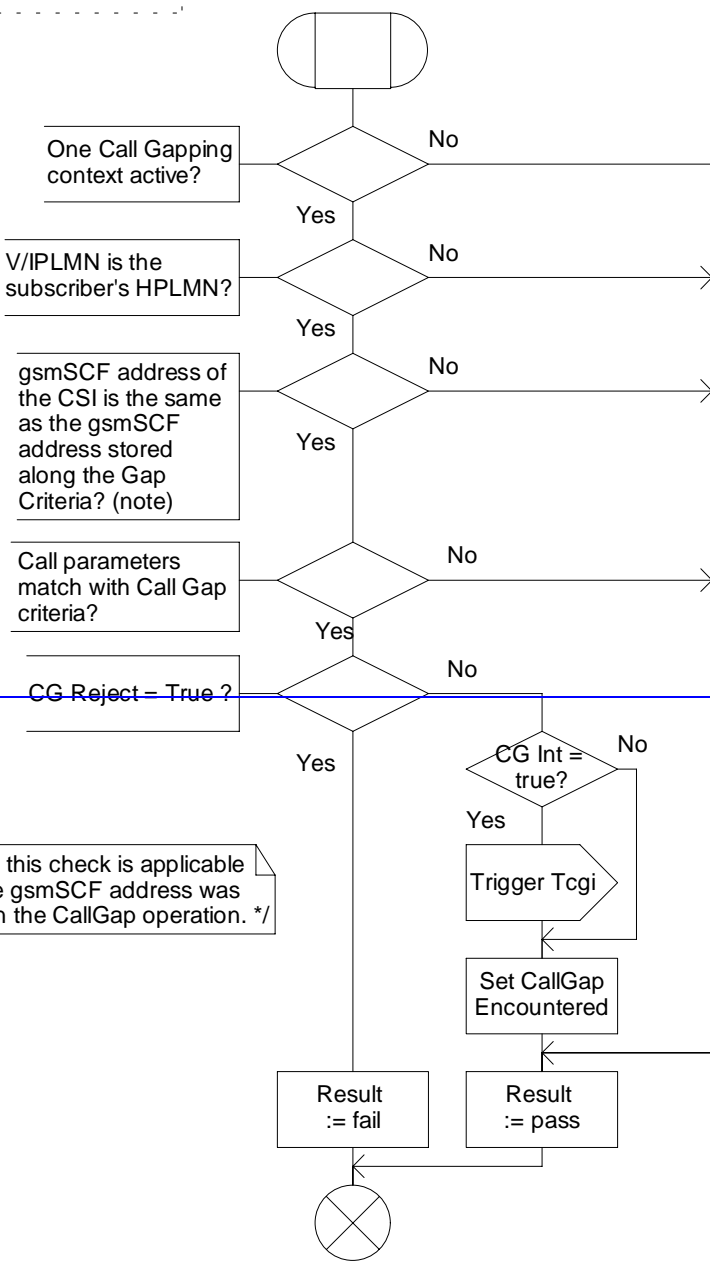 One Call Gapping
context active?
No
Yes
V/IPLMN is the
subscriber's HPLMN?
No
Yes
gsmSCF address of
the CSI is the same
as the gsmSCF
address stored
along the Gap
Criteria? (note)
No
Yes
Call parameters
match with Call Gap
criteria?
No
Yes
CG Reject = True ?
No
Yes
CG Int =
true?
No
Yes
Trigger Tcgi
this check is applicable
gsmSCF address was
the CallGap operation. */
Set CallGap
Encountered
Result
:= fail
Result
:= pass